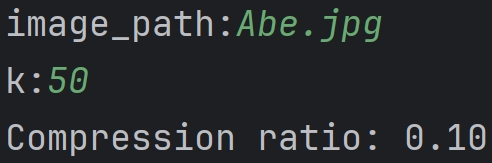 image_path:Abe.jpg
k:50
Compression ratio: 0.10